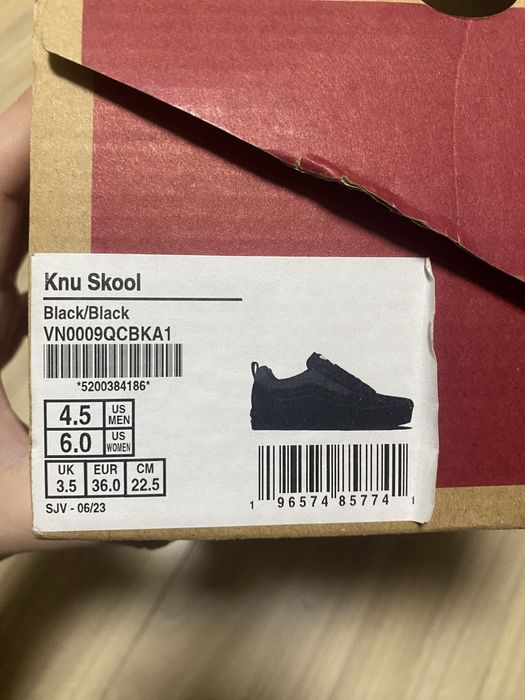 Knu Skool
Black/Black
VN0009QCBKA1
*5200384186*
4.5 US MEN
6.0 US WOMEN
UK EUR CM
3.5 36.0 22.5
SJV - 06/23
1 96574 85774 1